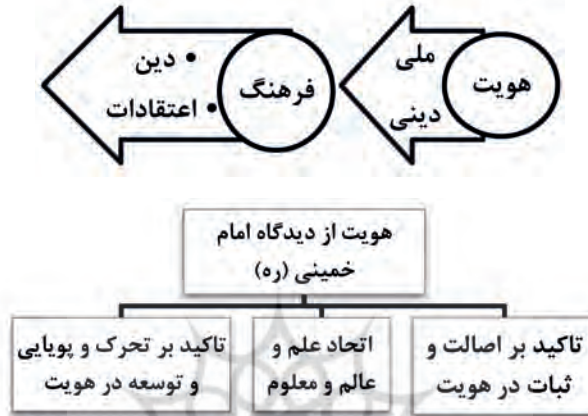 هویت
ملی
دینی
فرهنگ
• دین
• اعتقادات
هویت از دیدگاه امام
خمینی (ره)
تاکید بر اصالت و
ثبات در هویت
اتحاد علم و
عالم و معلوم
تاکید بر تحرک و پویایی
و توسعه در هویت